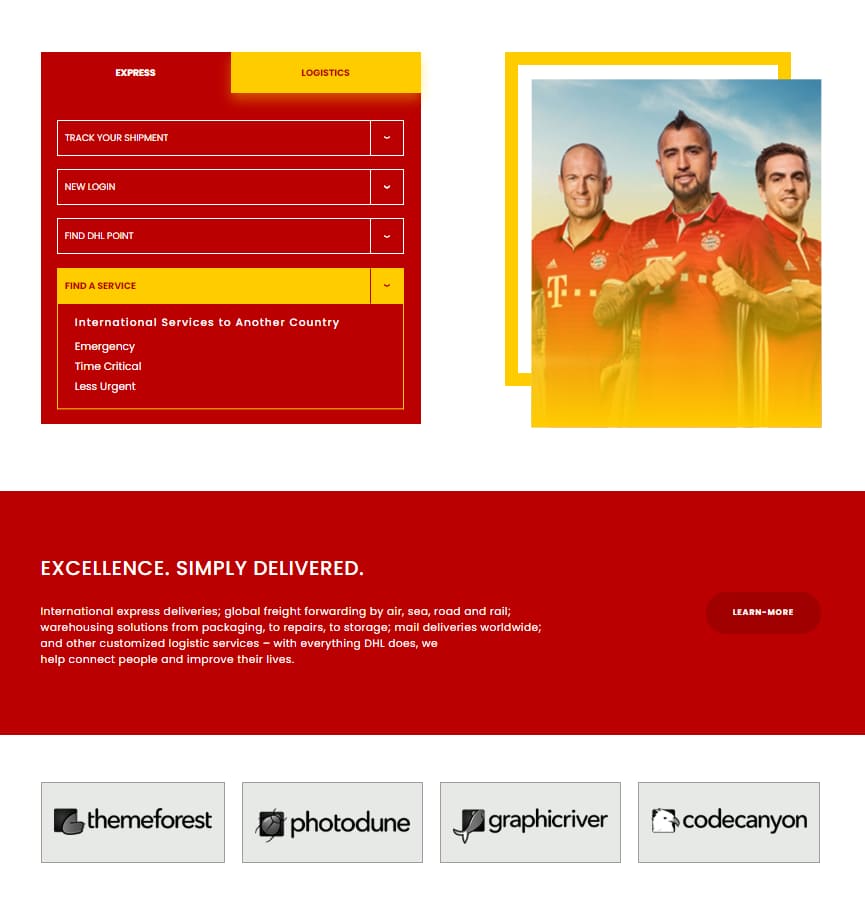 EXPRESS
LOGISTICS
TRACK YOUR SHIPMENT
NEW LOGIN
FIND DHL POINT
FIND A SERVICE
International Services to Another Country
Emergency
Time Critical
Less Urgent
T
EXCELLENCE. SIMPLY DELIVERED.
International express deliveries; global freight forwarding by air, sea, road and rail;
warehousing solutions from packaging, to repairs, to storage; mail deliveries worldwide;
and other customized logistic services – with everything DHL does, we
help connect people and improve their lives.
LEARN-MORE
themeforest
photodune
graphicriver
codecanyon